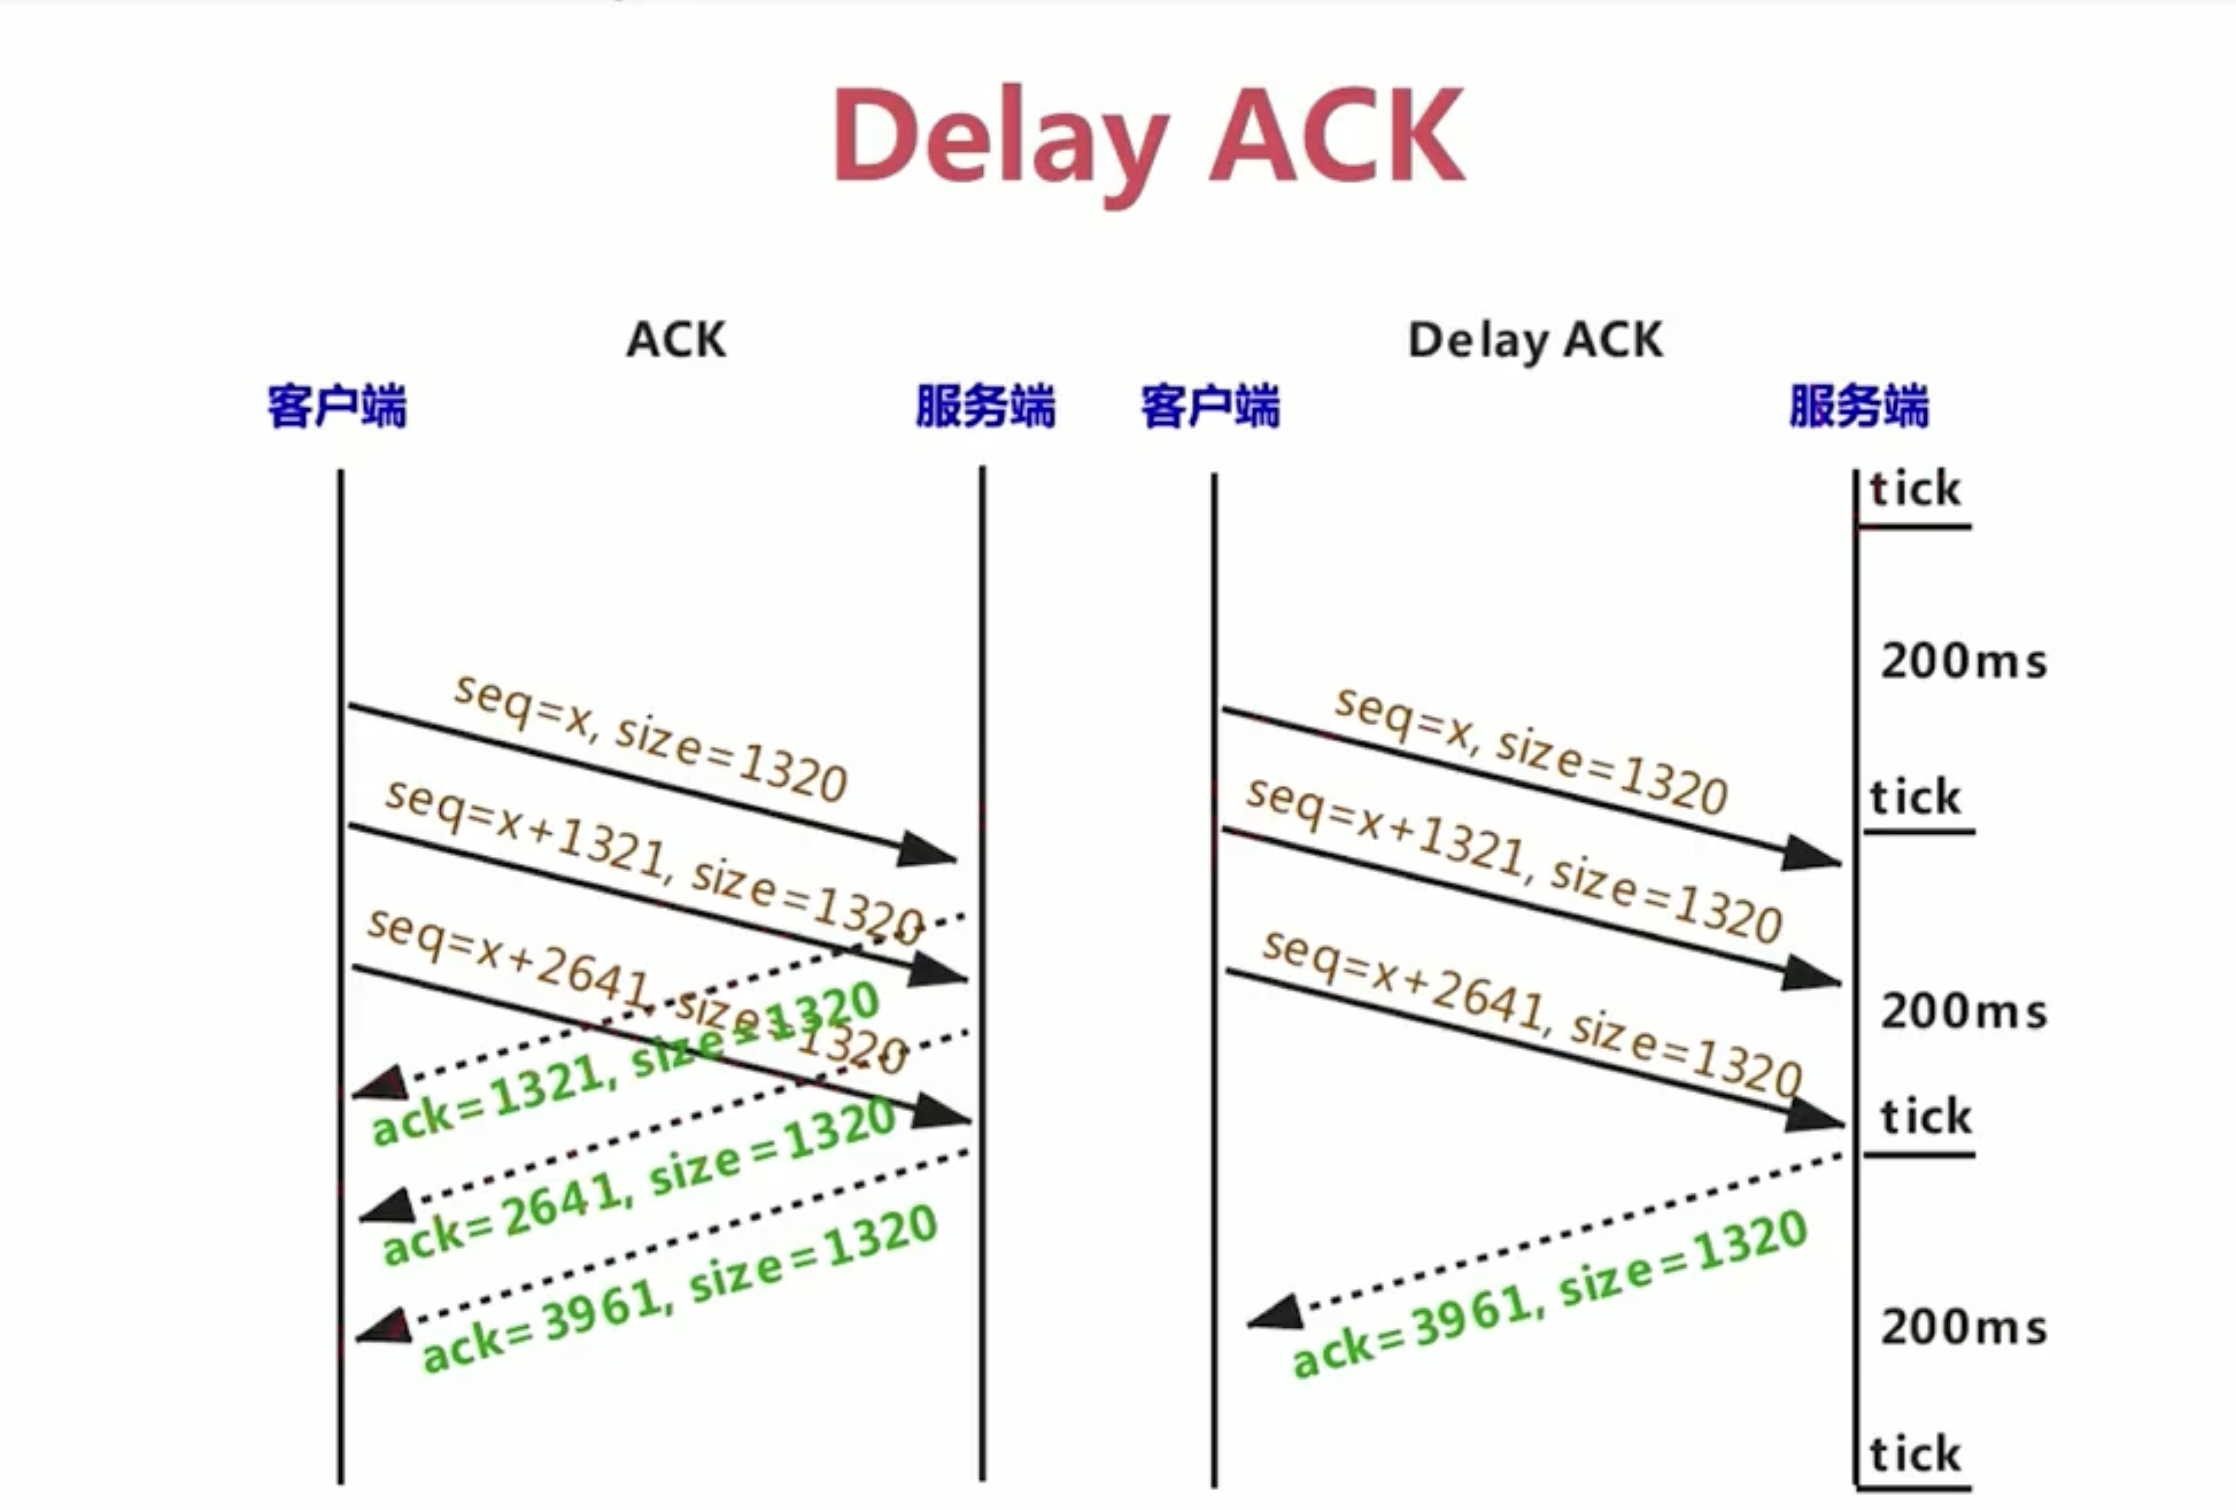 Delay ACK
ACK
客户端
服务端
seq=x, size=1320
seq=x+1321, size=1320
seq=x+2641, size=1320
ack=1321, size=1320
ack=2641, size=1320
ack=3961, size=1320
Delay ACK
客户端
服务端
seq=x, size=1320
seq=x+1321, size=1320
seq=x+2641, size=1320
ack=3961, size=1320
tick
200ms
tick
200ms
tick
200ms
tick